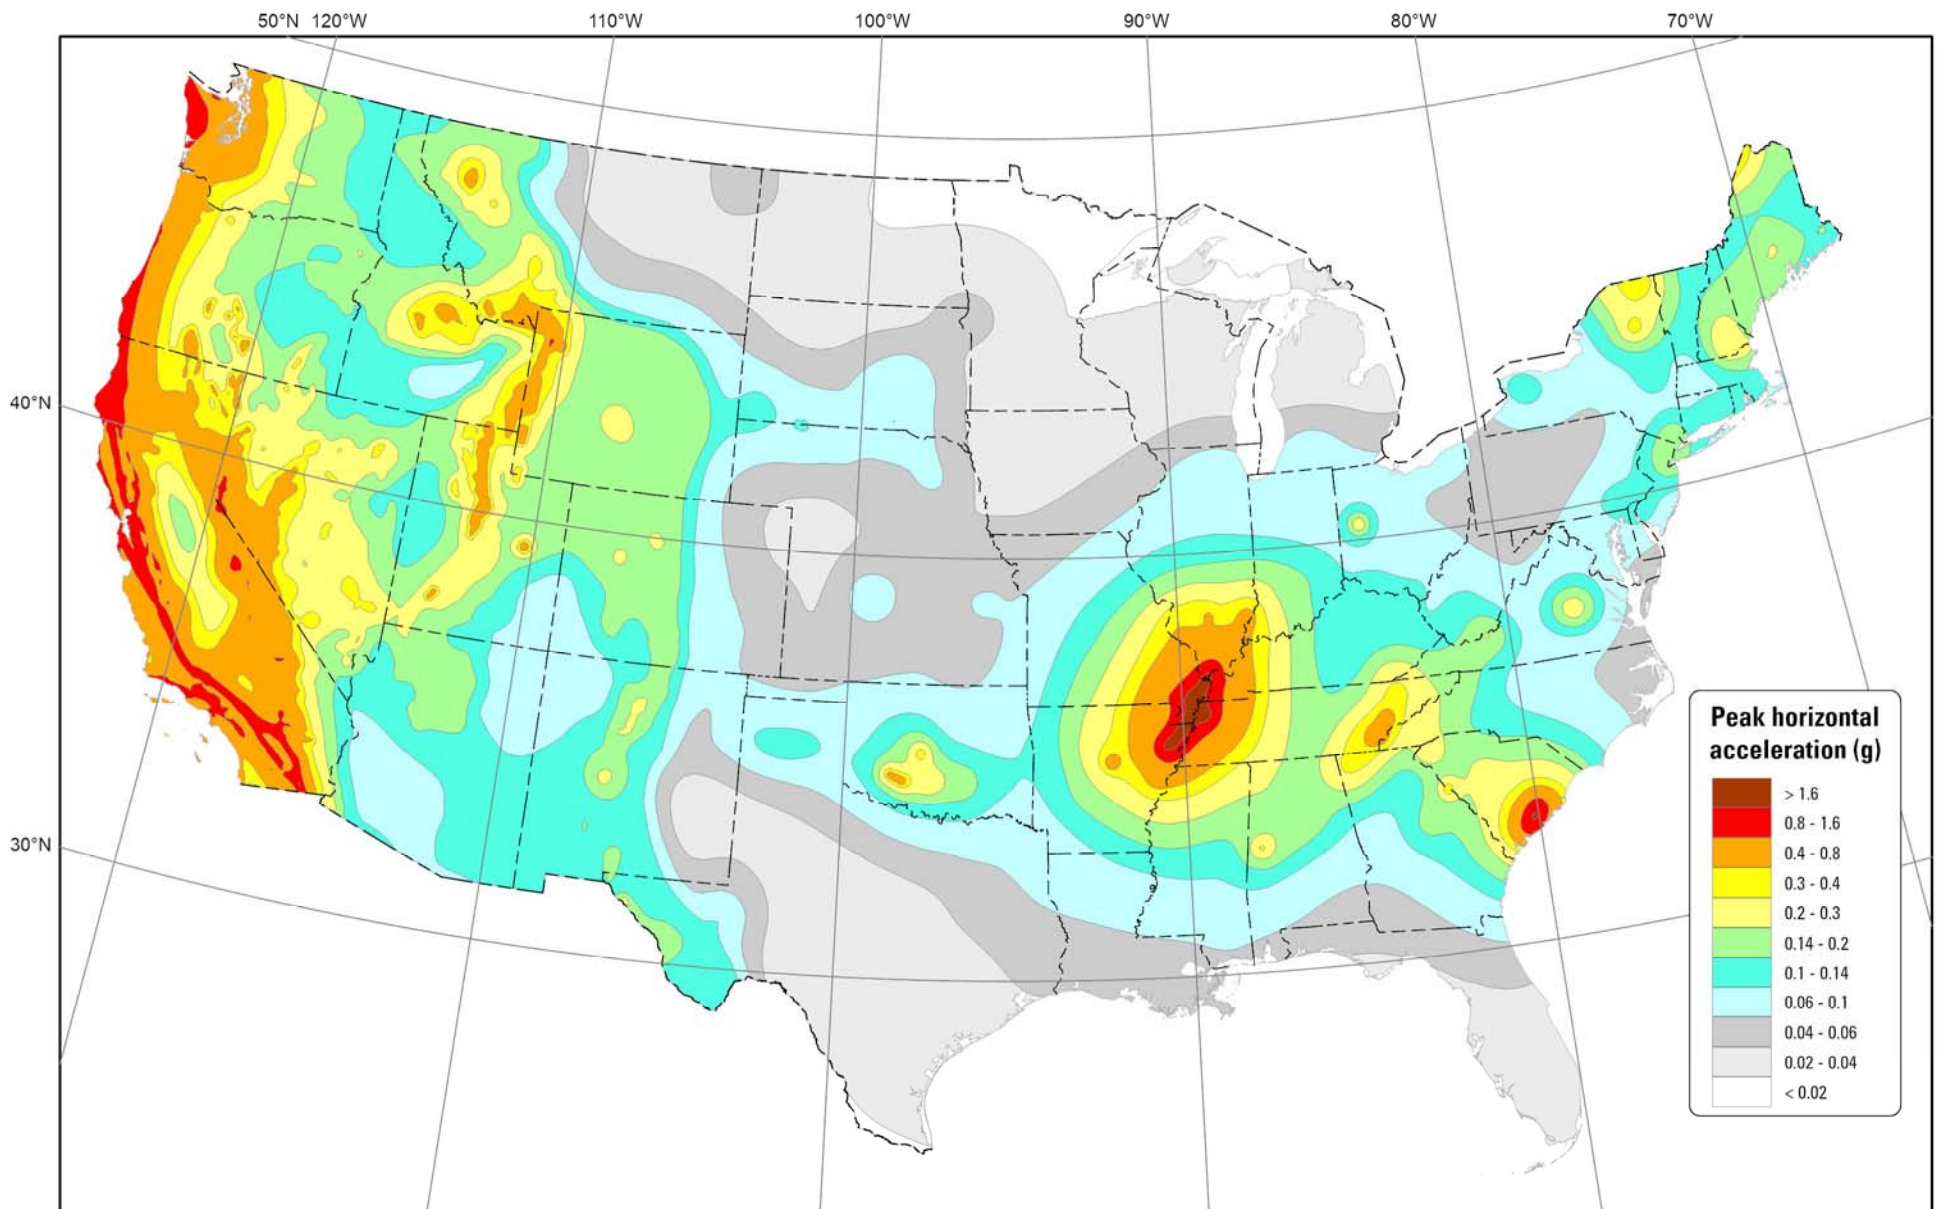 50°N 120°W 110°W 100°W 90°W 80°W 70°W
40°N
30°N
Peak horizontal
acceleration (g)
> 1.6
0.8 - 1.6
0.4 - 0.8
0.3 - 0.4
0.2 - 0.3
0.14 - 0.2
0.1 - 0.14
0.06 - 0.1
0.04 - 0.06
0.02 - 0.04
< 0.02